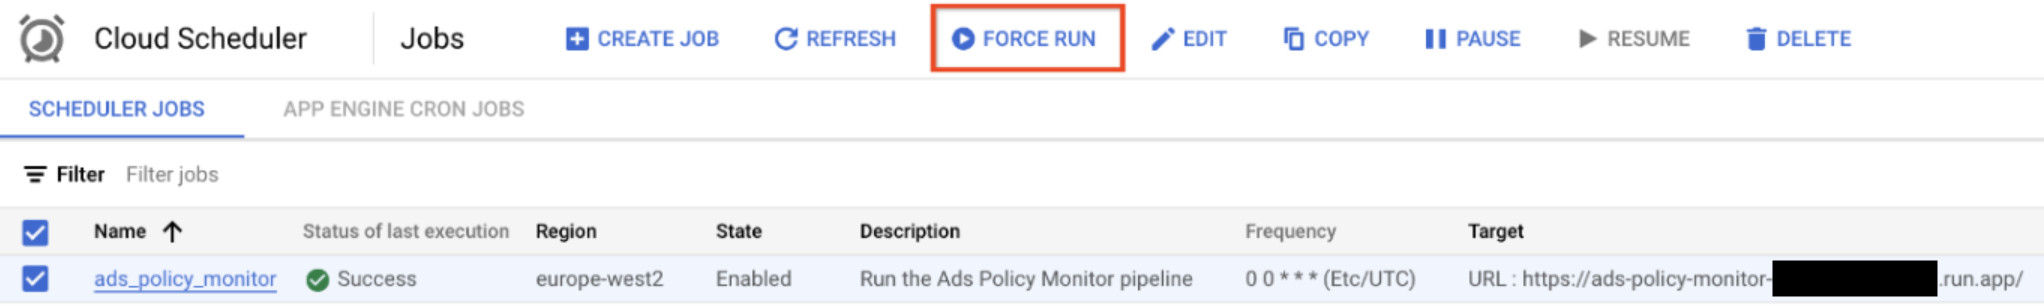 Cloud Scheduler Jobs CREATE JOB REFRESH FORCE RUN EDIT COPY PAUSE RESUME DELETE
SCHEDULER JOBS APP ENGINE CRON JOBS
Filter Filter jobs
Name Status of last execution Region State Description Frequency Target
ads_policy_monitor Success europe-west2 Enabled Run the Ads Policy Monitor pipeline 0 0 * * * (Etc/UTC) URL : https://ads-policy-monitor- .run.app/